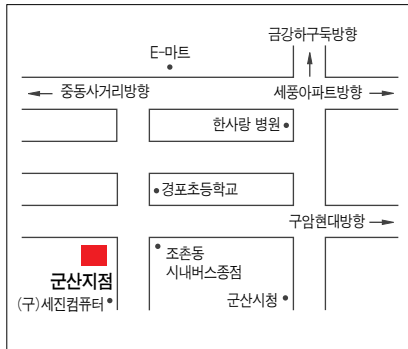 금강하구둑방향
E-마트
중동사거리방향
세풍아파트방향
한사랑 병원
경포초등학교
구암현대방향
조촌동
시내버스종점
군산지점
(구)세진컴퓨터
군산시청